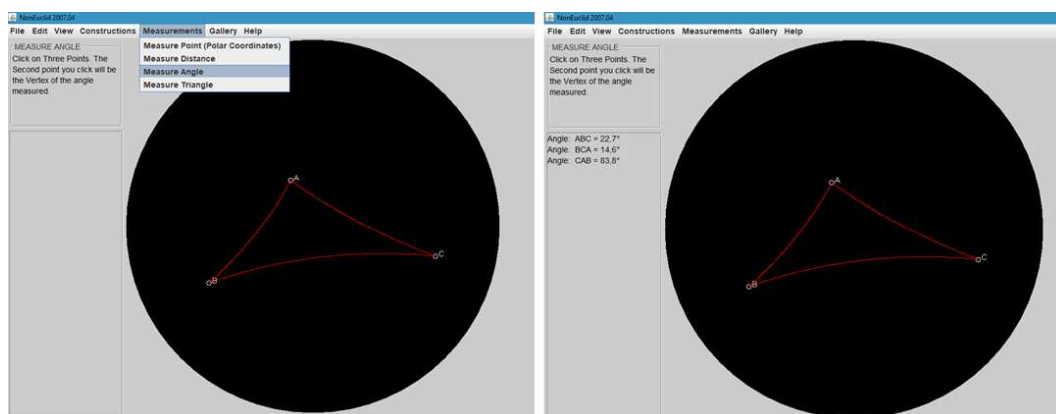 NonEuclid 2007.04
File Edit View Constructions Measurements Gallery Help
MEASURE ANGLE
Click on Three Points. The
Second point you click will
be the Vertex of the angle
measured.
Measure Point (Polar Coordinates)
Measure Distance
Measure Angle
Measure Triangle
A
B
C
NonEuclid 2007.04
File Edit View Constructions Measurements Gallery Help
MEASURE ANGLE
Click on Three Points. The
Second point you click will
be the Vertex of the angle
measured.
Angle: ABC = 22,7°
Angle: BCA = 14,6°
Angle: CAB = 83,8°
A
B
C